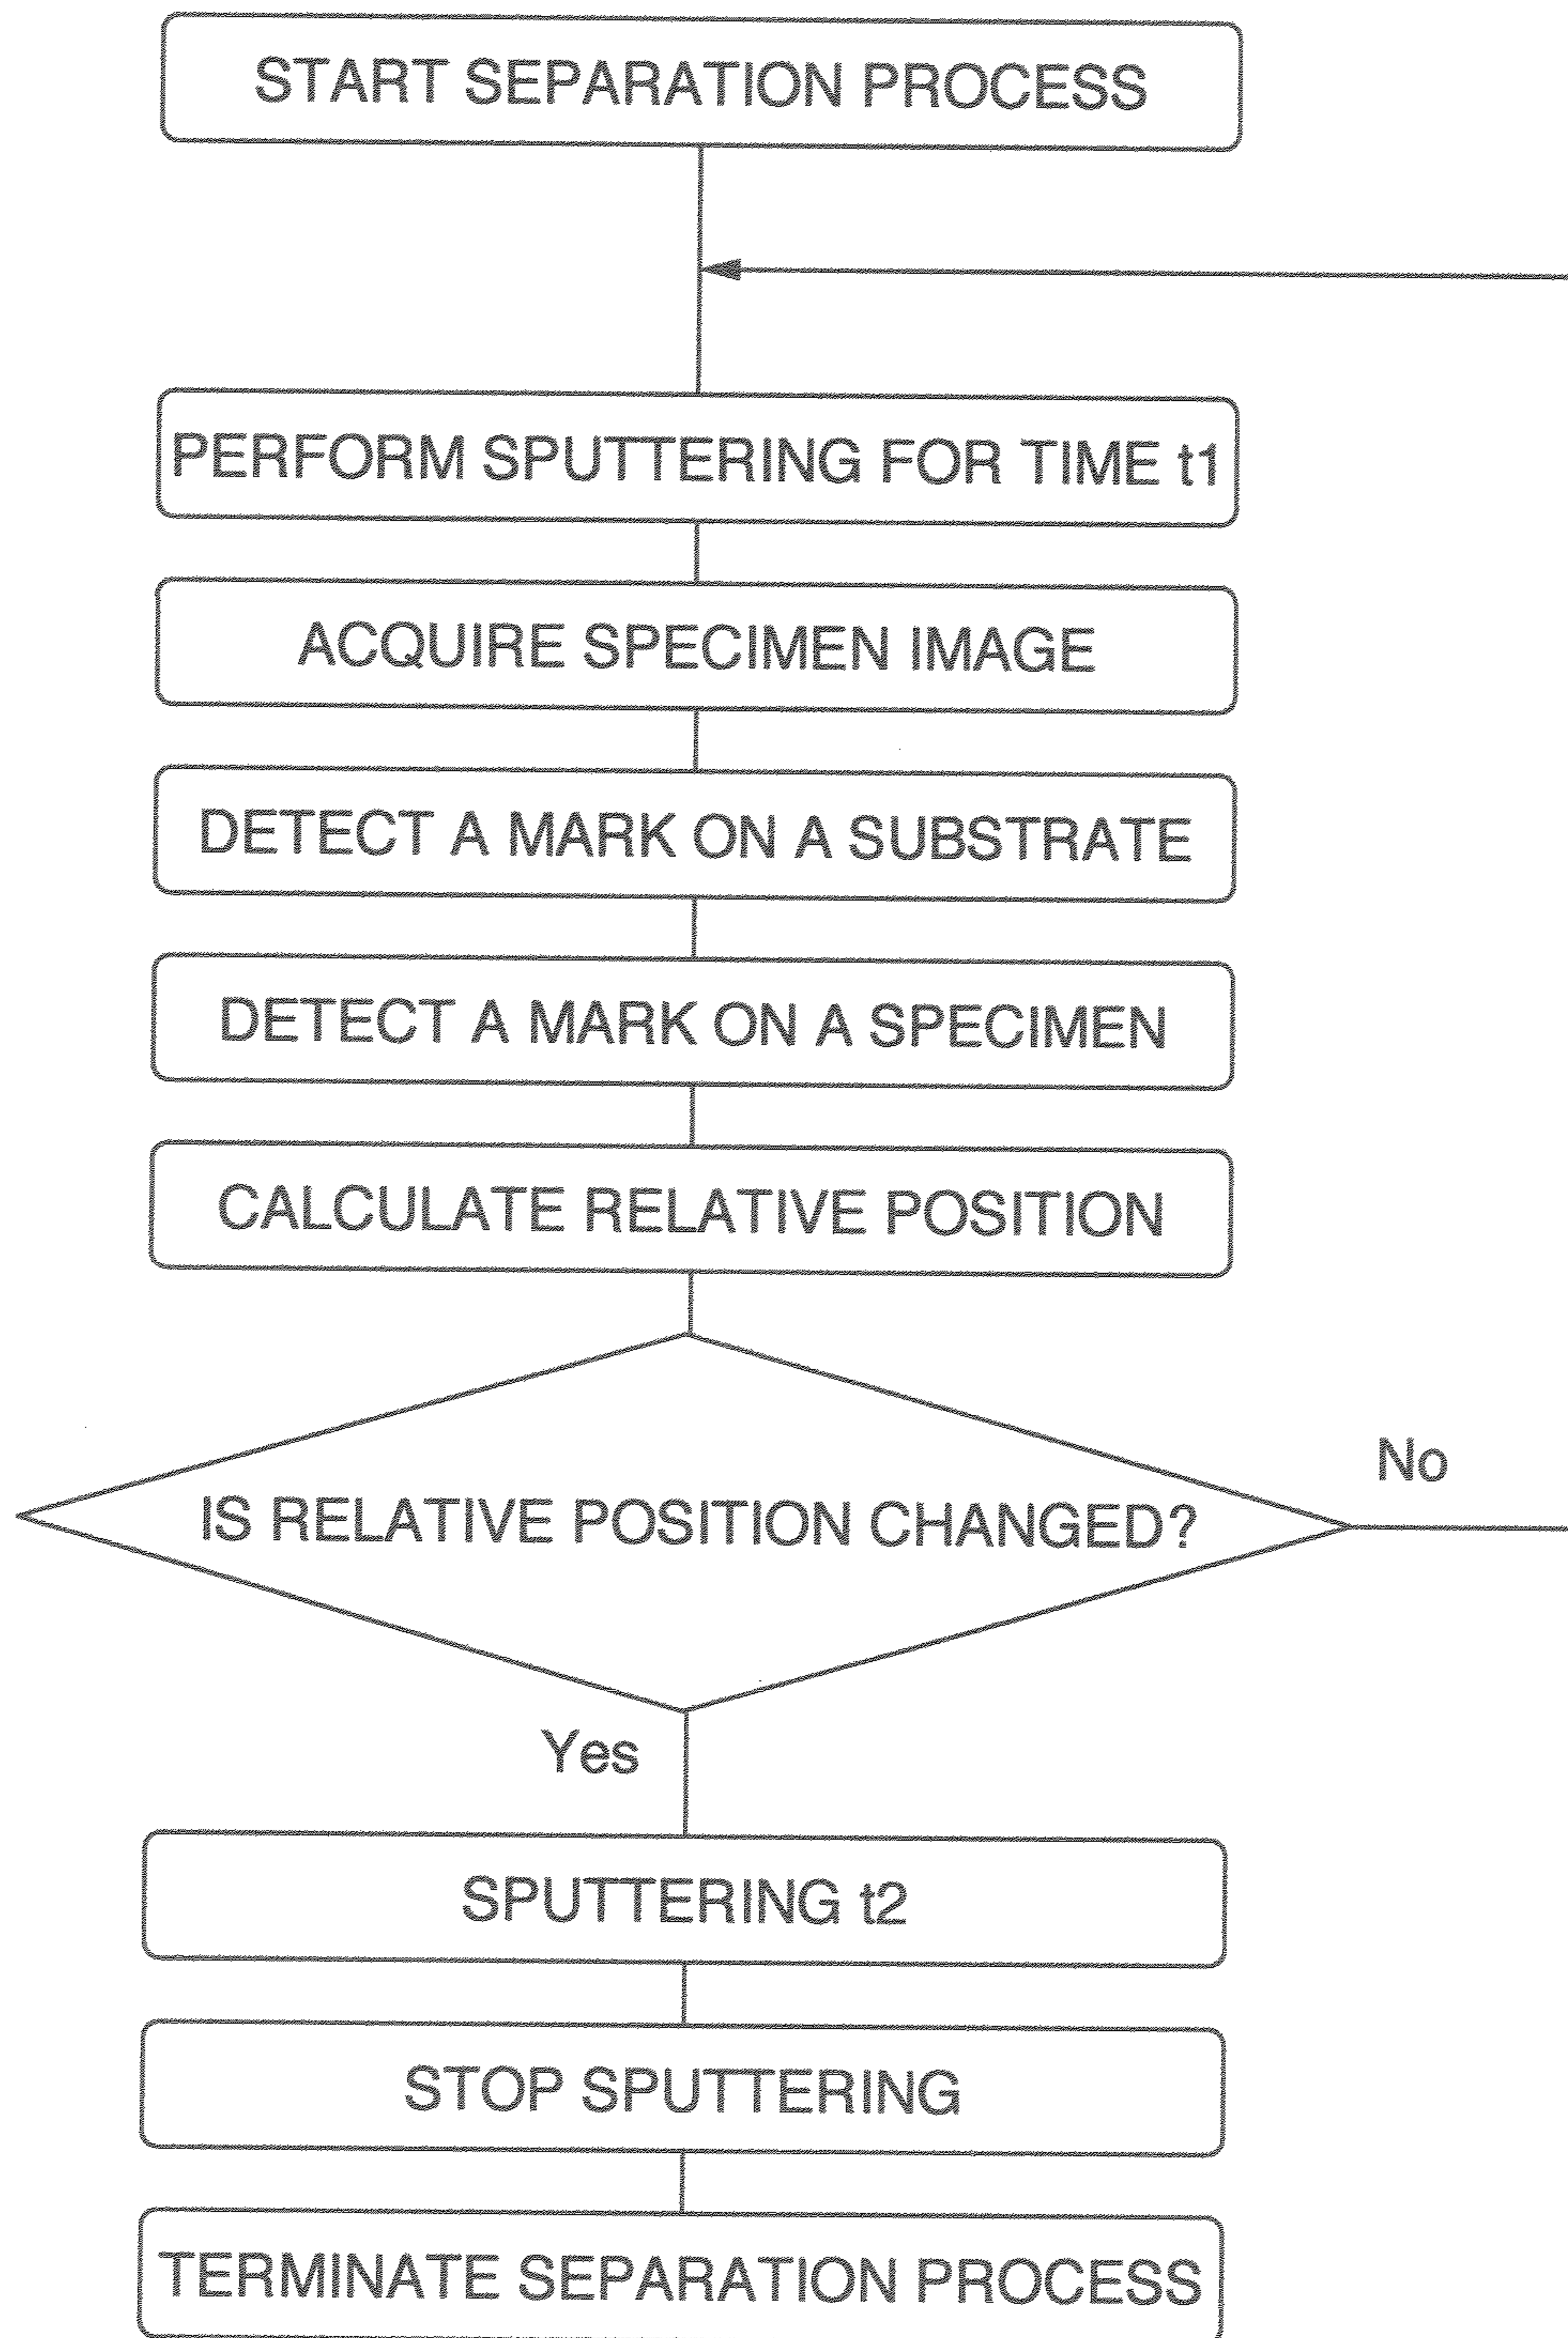 START SEPARATION PROCESS
PERFORM SPUTTERING FOR TIME t1
ACQUIRE SPECIMEN IMAGE
DETECT A MARK ON A SUBSTRATE
DETECT A MARK ON A SPECIMEN
CALCULATE RELATIVE POSITION
No
IS RELATIVE POSITION CHANGED?
Yes
SPUTTERING t2
STOP SPUTTERING
TERMINATE SEPARATION PROCESS